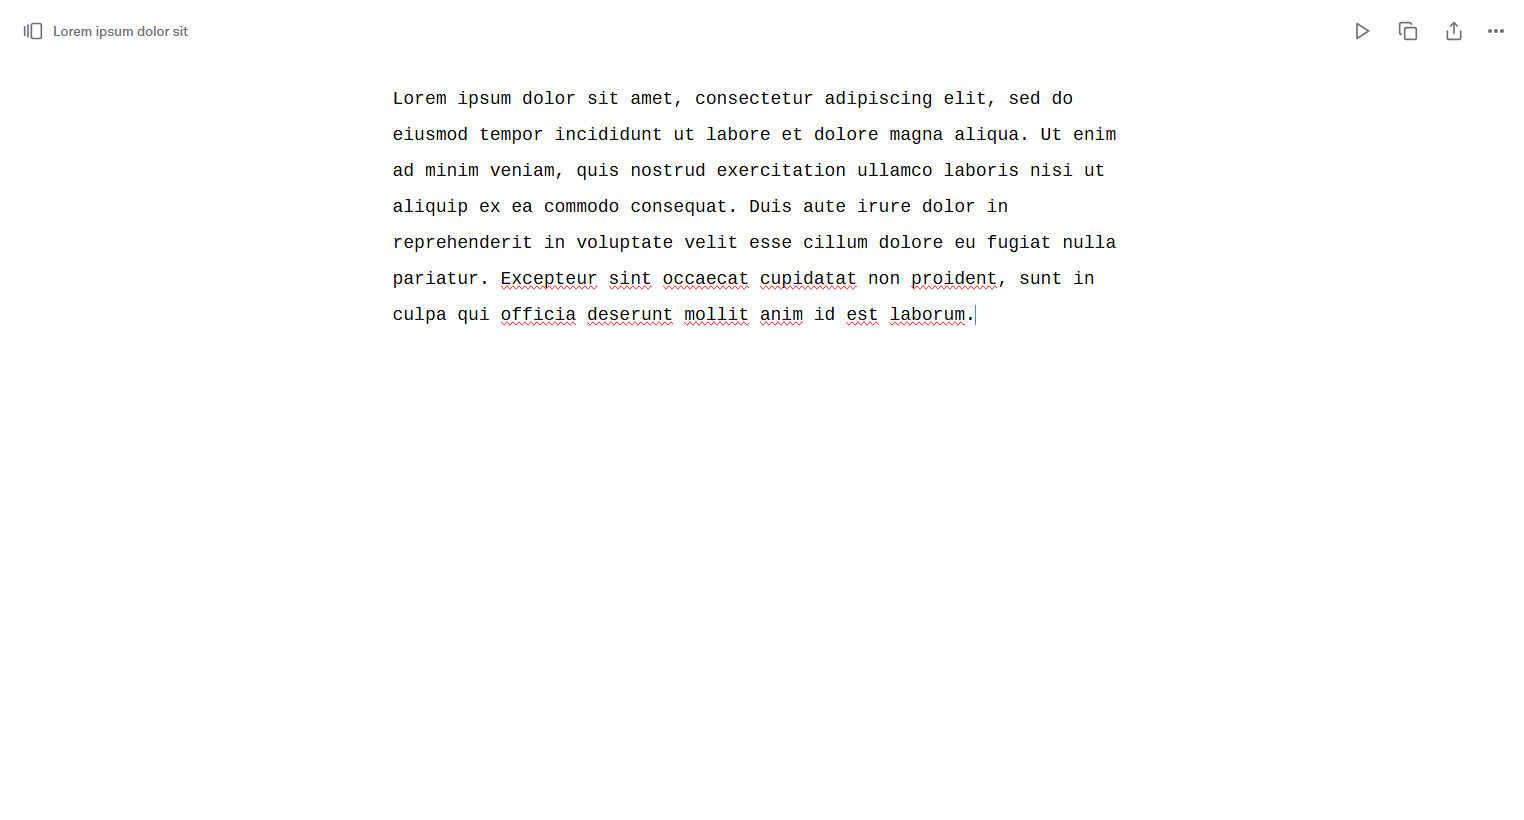 Lorem ipsum dolor sit
Lorem ipsum dolor sit amet, consectetur adipiscing elit, sed do
eiusmod tempor incididunt ut labore et dolore magna aliqua. Ut enim
ad minim veniam, quis nostrud exercitation ullamco laboris nisi ut
aliquip ex ea commodo consequat. Duis aute irure dolor in
reprehenderit in voluptate velit esse cillum dolore eu fugiat nulla
pariatur. Excepteur sint occaecat cupidatat non proident, sunt in
culpa qui officia deserunt mollit anim id est laborum.